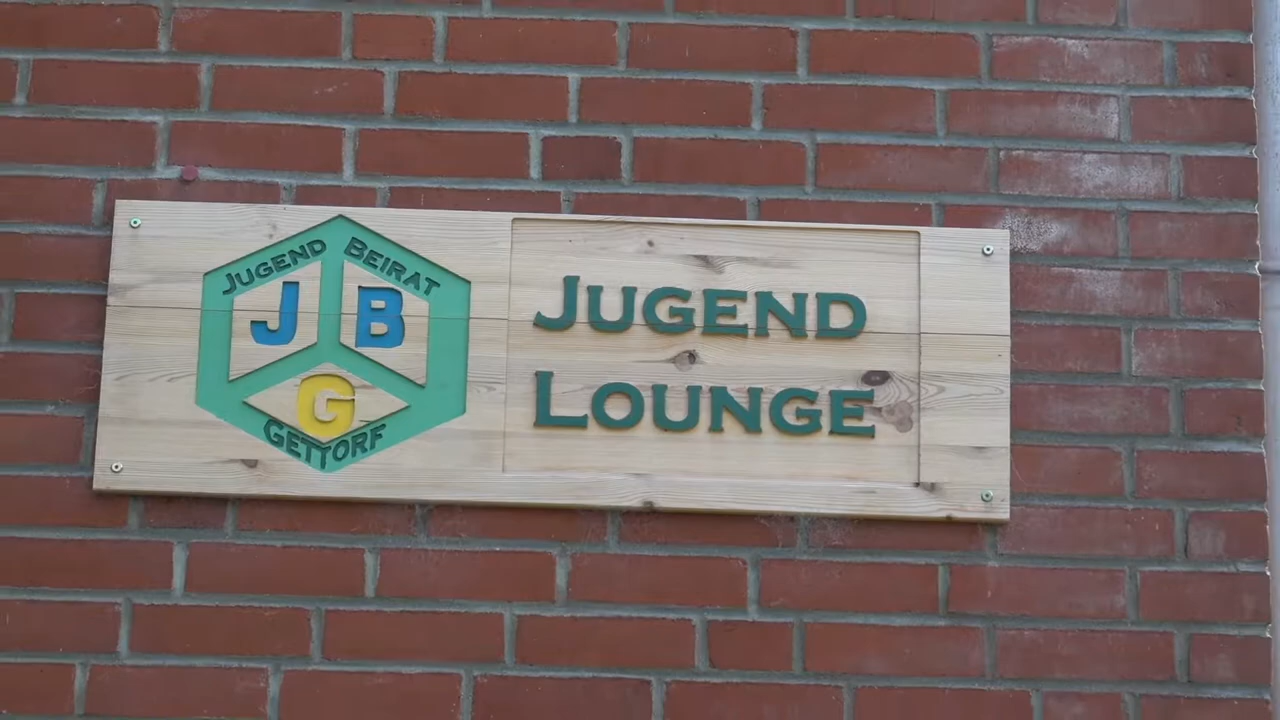 JUGEND BEIRAT
J B
G
GETTORF
JUGEND
LOUNGE